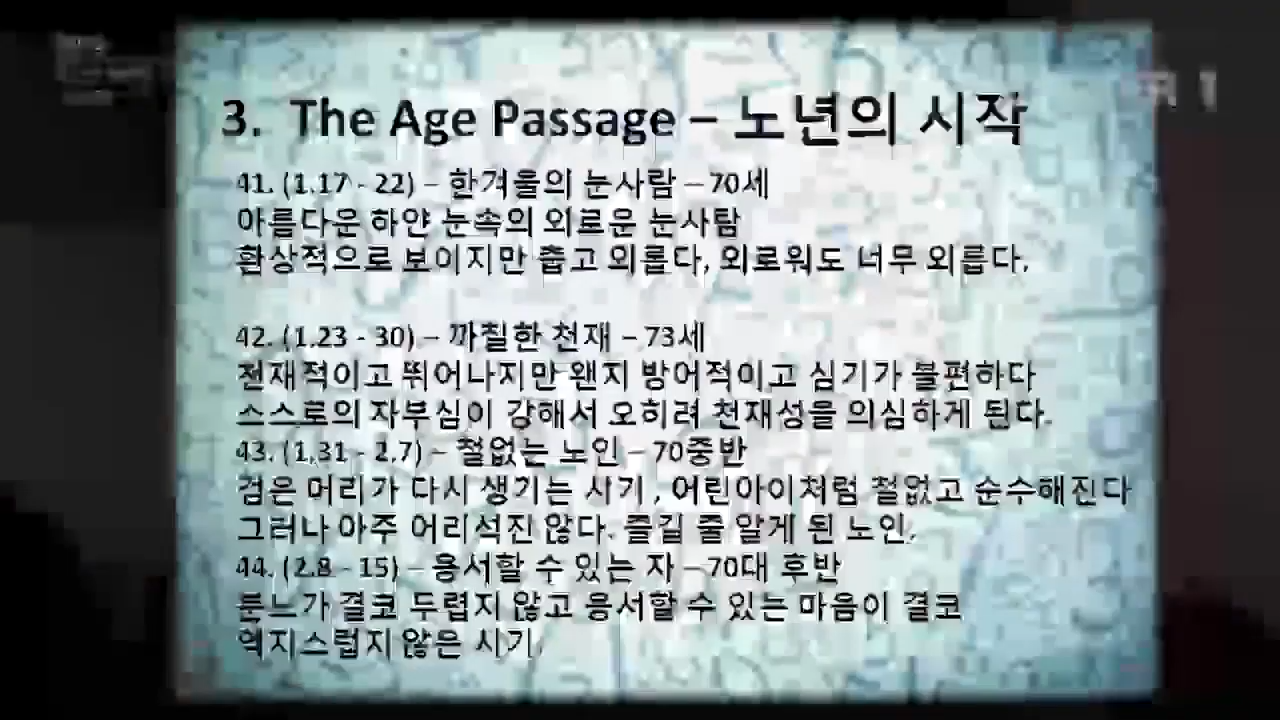 3. The Age Passage – 노년의 시작
41. (1.17 - 22) – 한겨울의 눈사람 – 70세
아름다운 하얀 눈속의 외로운 눈사람
환상적으로 보이지만 춥고 외롭다, 외로워도 너무 외롭다.
42. (1.23 - 30) – 까칠한 천재 – 73세
천재적이고 뛰어나지만 왠지 방어적이고 심기가 불편하다
스스로의 자부심이 강해서 오히려 천재성을 의심하게 된다.
43. (1.31 - 2.7) – 철없는 노인 – 70중반
검은 머리가 다시 생기는 시기, 어린아이처럼 철없고 순수해진다
그러나 아주 어리석진 않다. 즐길 줄 알게 된 노인.
44. (2.8 - 15) – 용서할 수 있는 자 – 70대 후반
분노가 결코 두렵지 않고 용서할 수 있는 마음이 결코
억지스럽지 않은 시기.